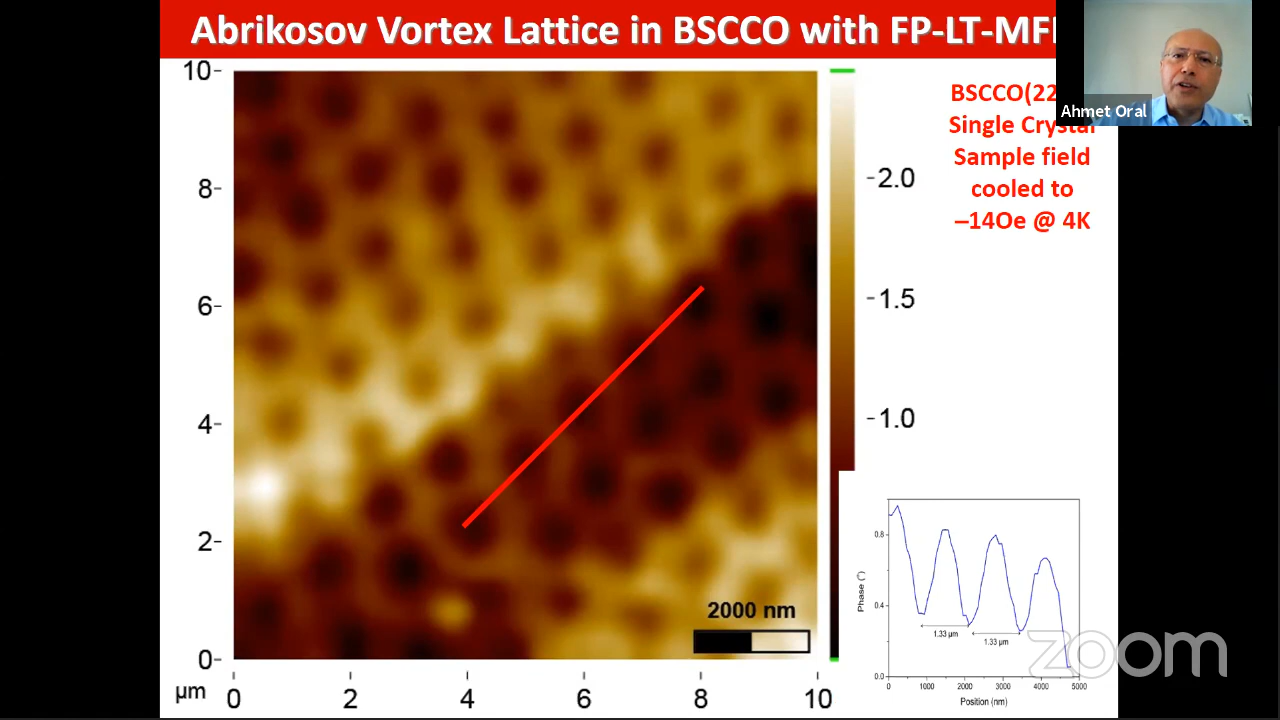 Abrikosov Vortex Lattice in BSCCO with FP-LT-MF
Ahmet Oral
BSCCO(22
Single Crystal
Sample field
cooled to
–14Oe @ 4K
10
8
6
4
2
0
µm
0
2
4
6
8
10
2000 nm
2.0
1.5
1.0
Phase (°)
0.8
0.4
0.0
1.33 µm
1.33 µm
0
1000
2000
3000
4000
5000
Position (nm)
zoom